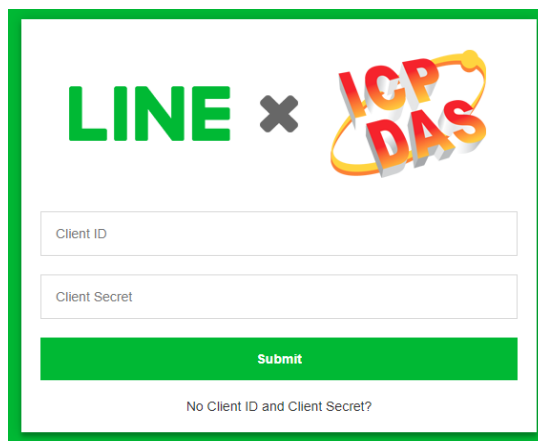 LINE × ICP DAS
Client ID
Client Secret
Submit
No Client ID and Client Secret?